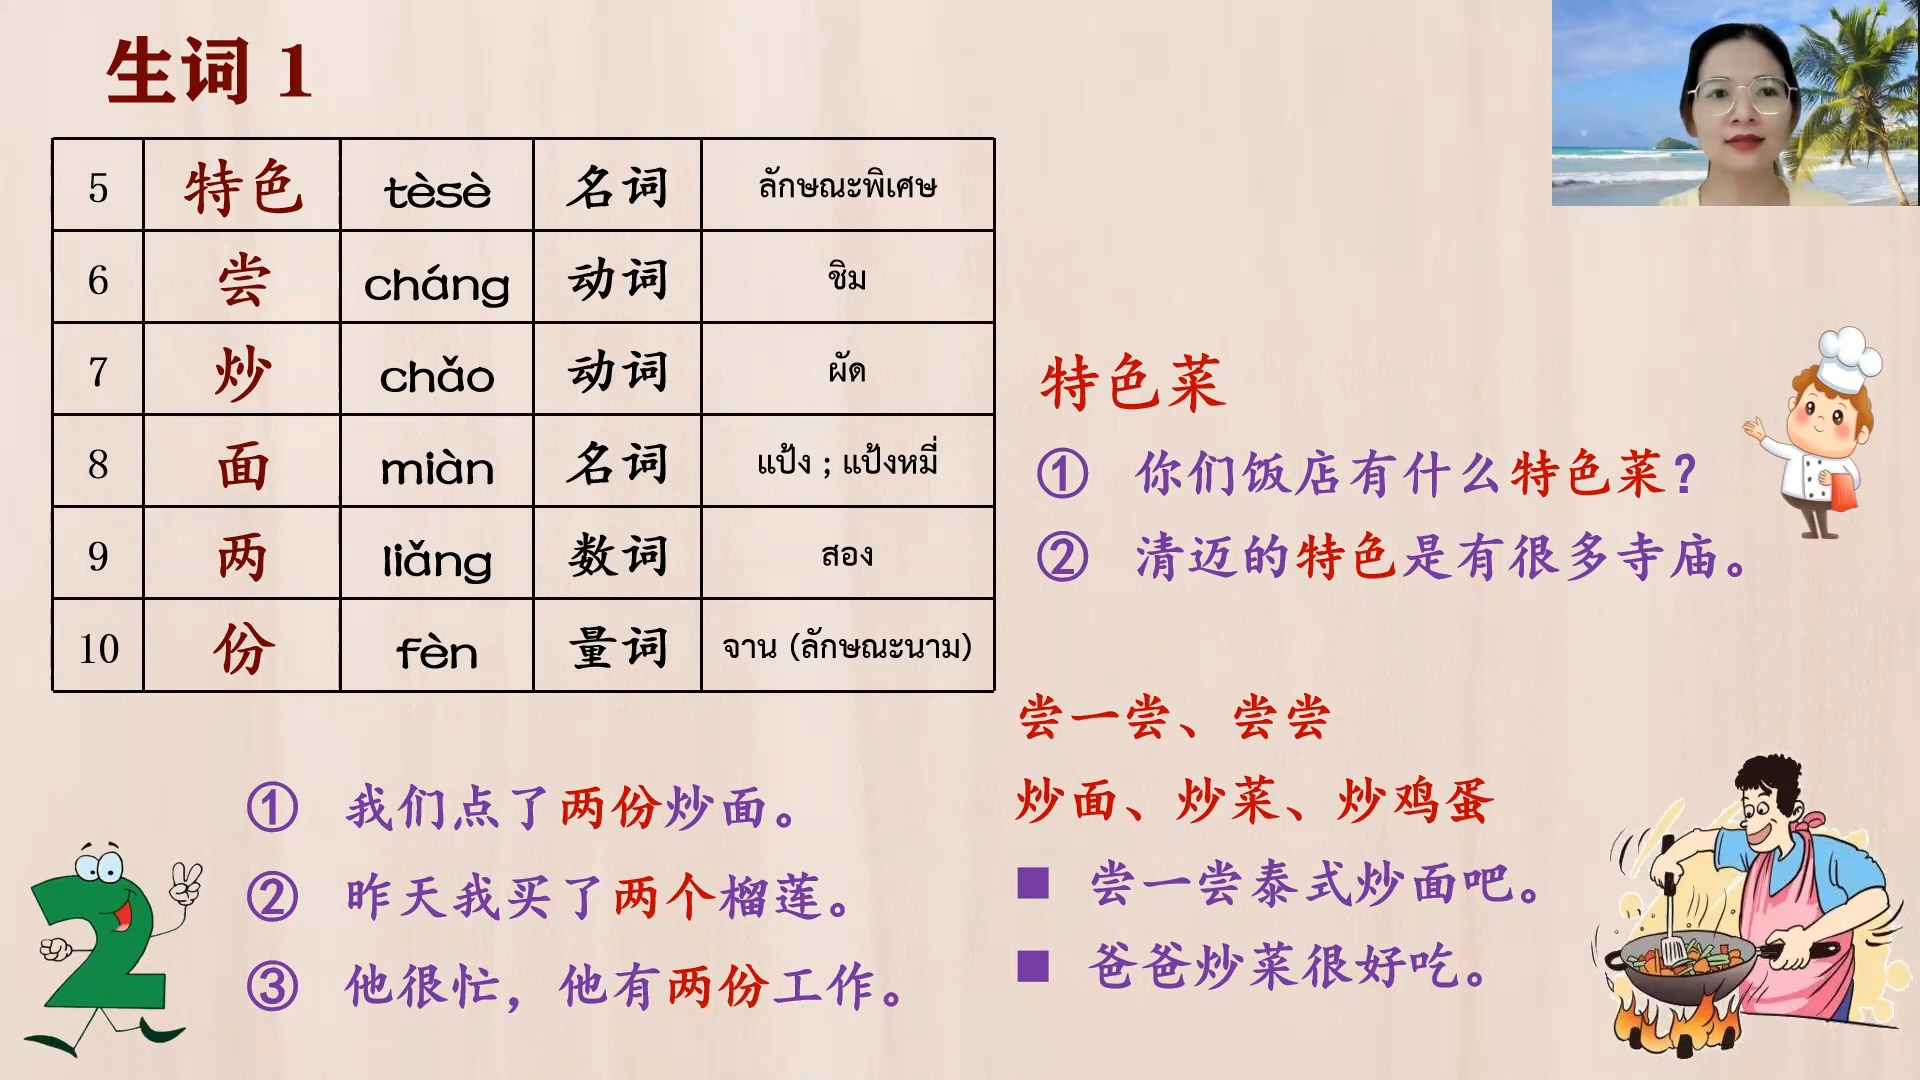 生词 1
5 特色 tèsè 名词 ลักษณะพิเศษ
6 尝 cháng 动词 ชิม
7 炒 chǎo 动词 ผัด
8 面 miàn 名词 แป้ง ; แป้งหมี่
9 两 liǎng 数词 สอง
10 份 fèn 量词 จาน (ลักษณะนาม)
特色菜
① 你们饭店有什么特色菜？
② 清迈的特色是有很多寺庙。
尝一尝、尝尝
炒面、炒菜、炒鸡蛋
■ 尝一尝泰式炒面吧。
■ 爸爸炒菜很好吃。
① 我们点了两份炒面。
② 昨天我买了两个榴莲。
③ 他很忙，他有两份工作。